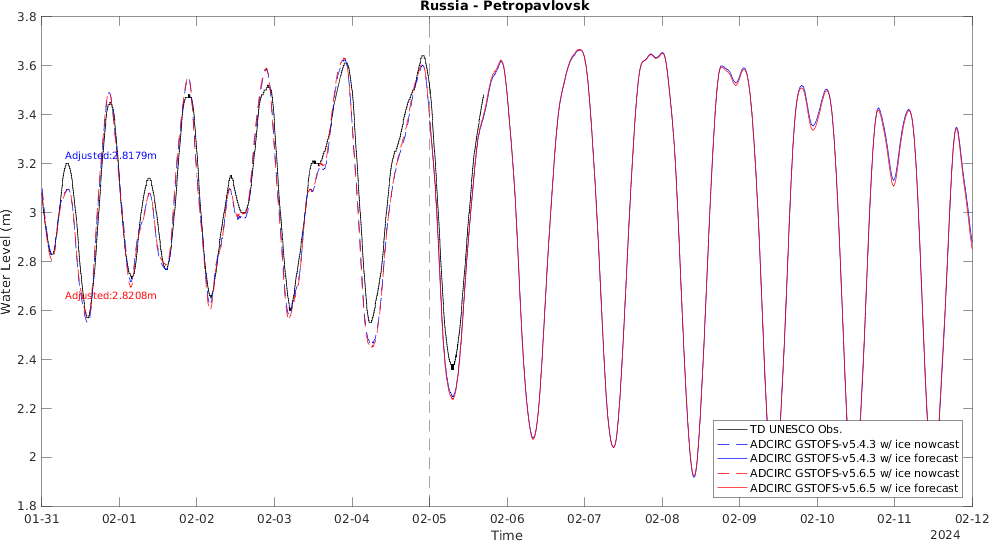 Russia - Petropavlovsk
3.8
3.6
3.4
3.2
3
2.8
2.6
2.4
2.2
2
1.8
Water Level (m)
Adjusted:2.8179m
Adjusted:2.8208m
TD UNESCO Obs.
ADCIRC GSTOFS-v5.4.3 w/ ice nowcast
ADCIRC GSTOFS-v5.4.3 w/ ice forecast
ADCIRC GSTOFS-v5.6.5 w/ ice nowcast
ADCIRC GSTOFS-v5.6.5 w/ ice forecast
01-31 02-01 02-02 02-03 02-04 02-05 02-06 02-07 02-08 02-09 02-10 02-11 02-12
Time
2024